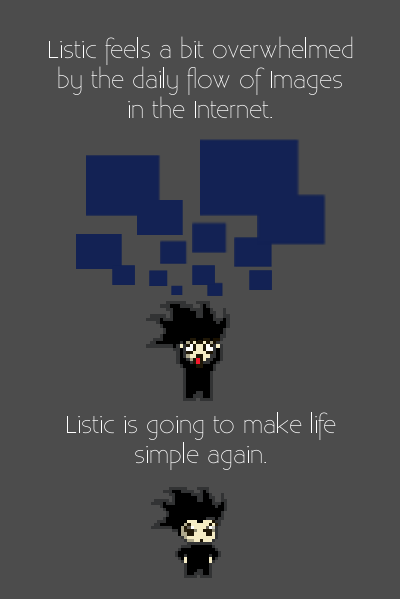 Listic feels a bit overwhelmed
by the daily flow of Images
in the Internet.
Listic is going to make life
simple again.